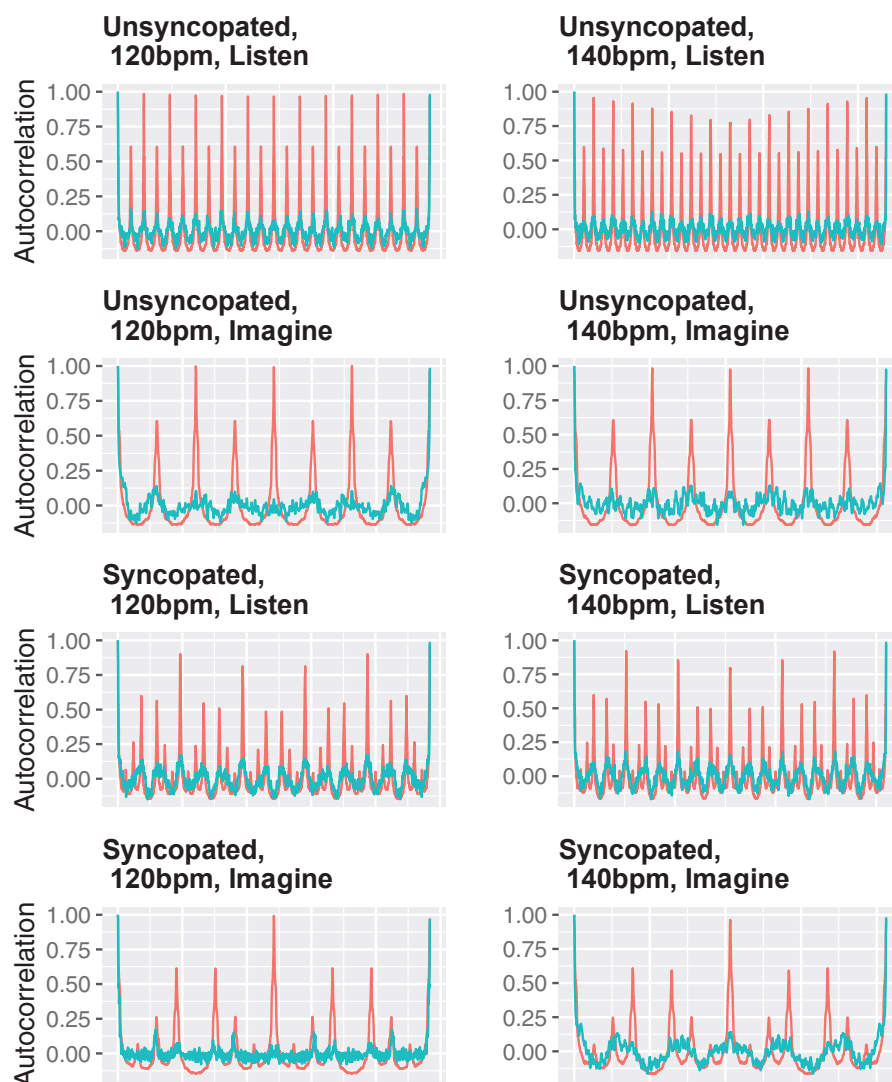 Unsyncopated,
120bpm, Listen
Unsyncopated,
140bpm, Listen
Autocorrelation
1.00
0.75
0.50
0.25
0.00
1.00
0.75
0.50
0.25
0.00
Unsyncopated,
120bpm, Imagine
Unsyncopated,
140bpm, Imagine
Autocorrelation
1.00
0.75
0.50
0.25
0.00
1.00
0.75
0.50
0.25
0.00
Syncopated,
120bpm, Listen
Syncopated,
140bpm, Listen
Autocorrelation
1.00
0.75
0.50
0.25
0.00
1.00
0.75
0.50
0.25
0.00
Syncopated,
120bpm, Imagine
Syncopated,
140bpm, Imagine
Autocorrelation
1.00
0.75
0.50
0.25
0.00
1.00
0.75
0.50
0.25
0.00